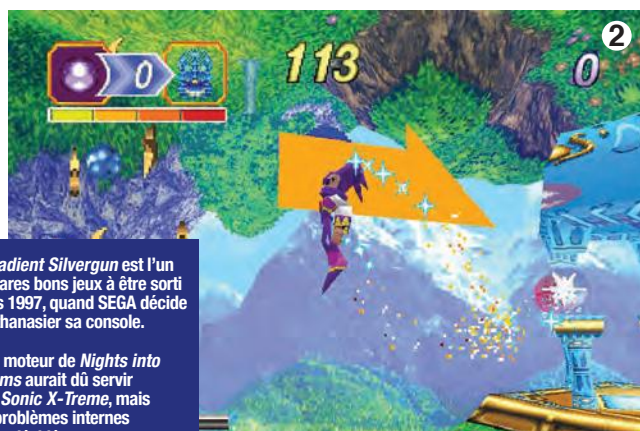 2
0
113
0
adient Silvergun est l'un
ares bons jeux à être sorti
s 1997, quand SEGA décide
hanasier sa console.
moteur de Nights into
ms aurait dû servir
Sonic X-Treme, mais
problèmes internes